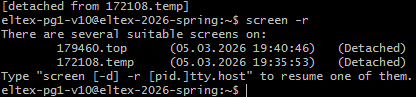 [detached from 172108.temp]
eltex-pg1-v10@eltex-2026-spring:~$ screen -r
There are several suitable screens on:
179460.top (05.03.2026 19:40:46) (Detached)
172108.temp (05.03.2026 19:35:53) (Detached)
Type "screen [-d] -r [pid.]tty.host" to resume one of them.
eltex-pg1-v10@eltex-2026-spring:~$